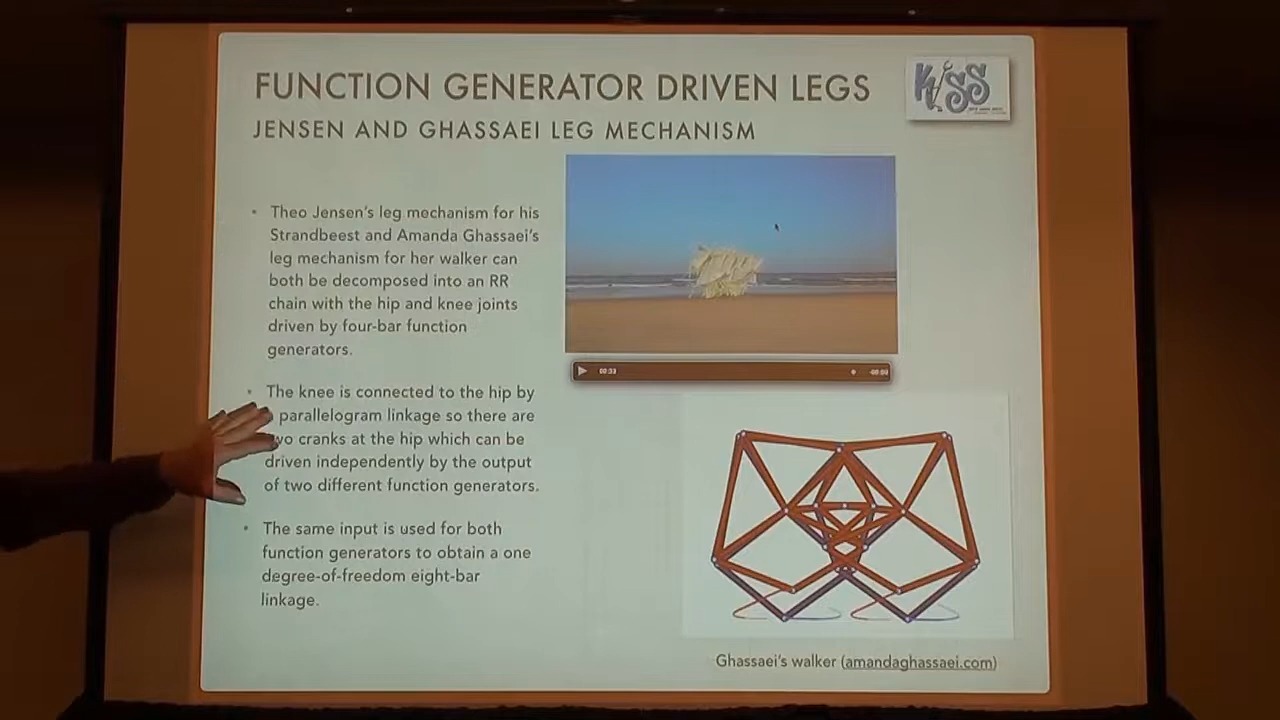 FUNCTION GENERATOR DRIVEN LEGS
JENSEN AND GHASSAEI LEG MECHANISM
KISS
• Theo Jensen's leg mechanism for his
Strandbeest and Amanda Ghassaei's
leg mechanism for her walker can
both be decomposed into an RR
chain with the hip and knee joints
driven by four-bar function
generators.
• The knee is connected to the hip by
parallelogram linkage so there are
wo cranks at the hip which can be
driven independently by the output
of two different function generators.
• The same input is used for both
function generators to obtain a one
degree-of-freedom eight-bar
linkage.
00:33
Ghassaei's walker (amandaghassaei.com)